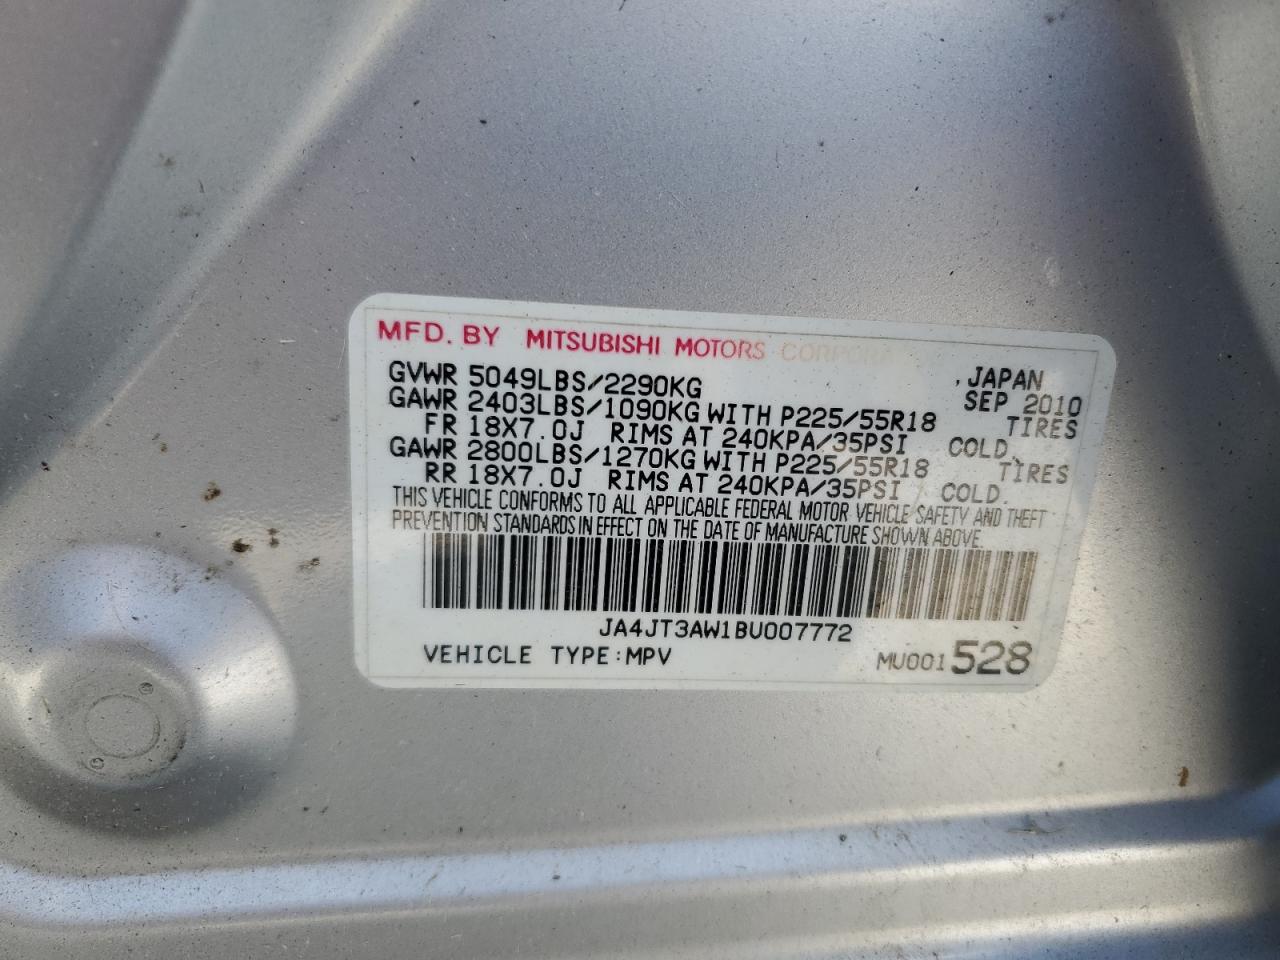 MFD. BY MITSUBISHI MOTORS CORPORA
GVWR 5049LBS/2290KG , JAPAN
SEP 2010
GAWR 2403LBS/1090KG WITH P225/55R18 TIRES
FR 18X7.0J RIMS AT 240KPA/35PSI COLD.
GAWR 2800LBS/1270KG WITH P225/55R18 TIRES
RR 18X7.0J RIMS AT 240KPA/35PSI COLD.
THIS VEHICLE CONFORMS TO ALL APPLICABLE FEDERAL MOTOR VEHICLE SAFETY AND THEFT
PREVENTION STANDARDS IN EFFECT ON THE DATE OF MANUFACTURE SHOWN ABOVE.
JA4JT3AW1BU007772
VEHICLE TYPE:MPV MU001528